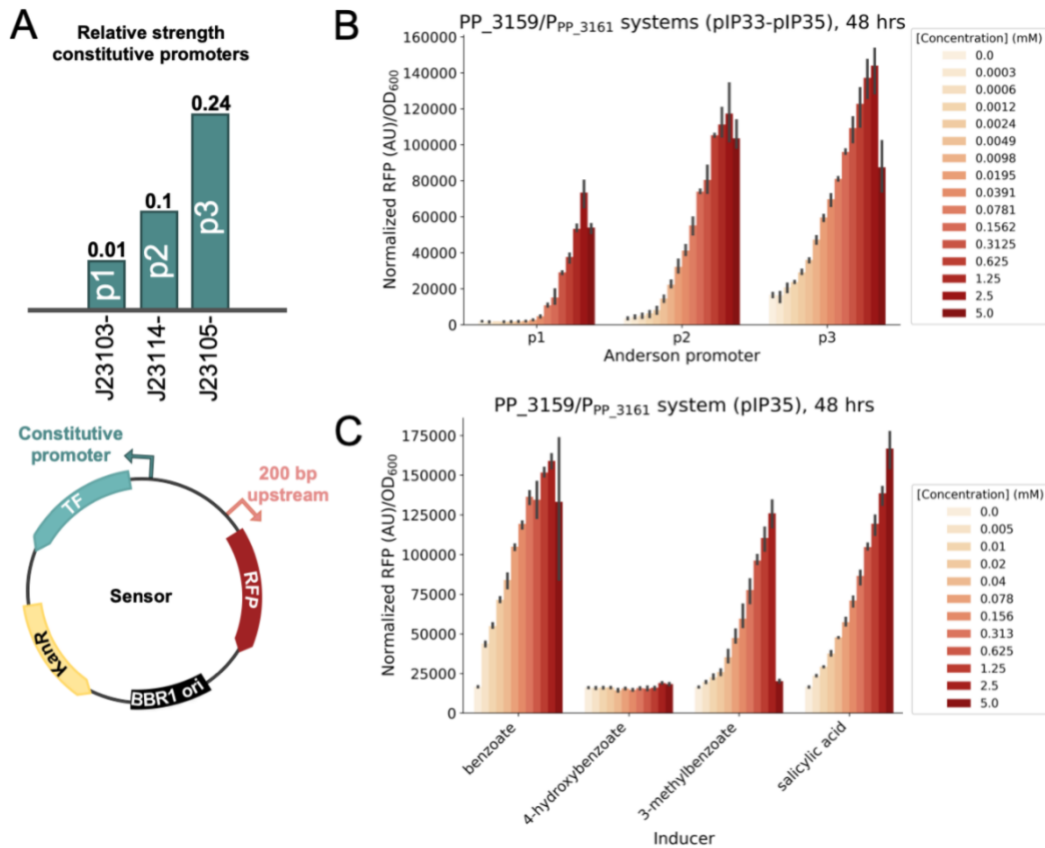 A
Relative strength
constitutive promoters
0.24
0.1
0.01
p1
p2
p3
J23103-
J23114-
J23105-
Constitutive
promoter
200 bp
upstream
TF
RFP
Sensor
KanR
BBR1 ori
B
PP_3159/P_PP_3161 systems (pIP33-pIP35), 48 hrs
Normalized RFP (AU)/OD600
160000
140000
120000
100000
80000
60000
40000
20000
0
p1 p2 p3
Anderson promoter
[Concentration] (mM)
0.0
0.0003
0.0006
0.0012
0.0024
0.0049
0.0098
0.0195
0.0391
0.0781
0.1562
0.3125
0.625
1.25
2.5
5.0
C
PP_3159/P_PP_3161 system (pIP35), 48 hrs
Normalized RFP (AU)/OD600
175000
150000
125000
100000
75000
50000
25000
0
benzoate
4-hydroxybenzoate
3-methylbenzoate
salicylic acid
Inducer
[Concentration] (mM)
0.0
0.005
0.01
0.02
0.04
0.078
0.156
0.313
0.625
1.25
2.5
5.0